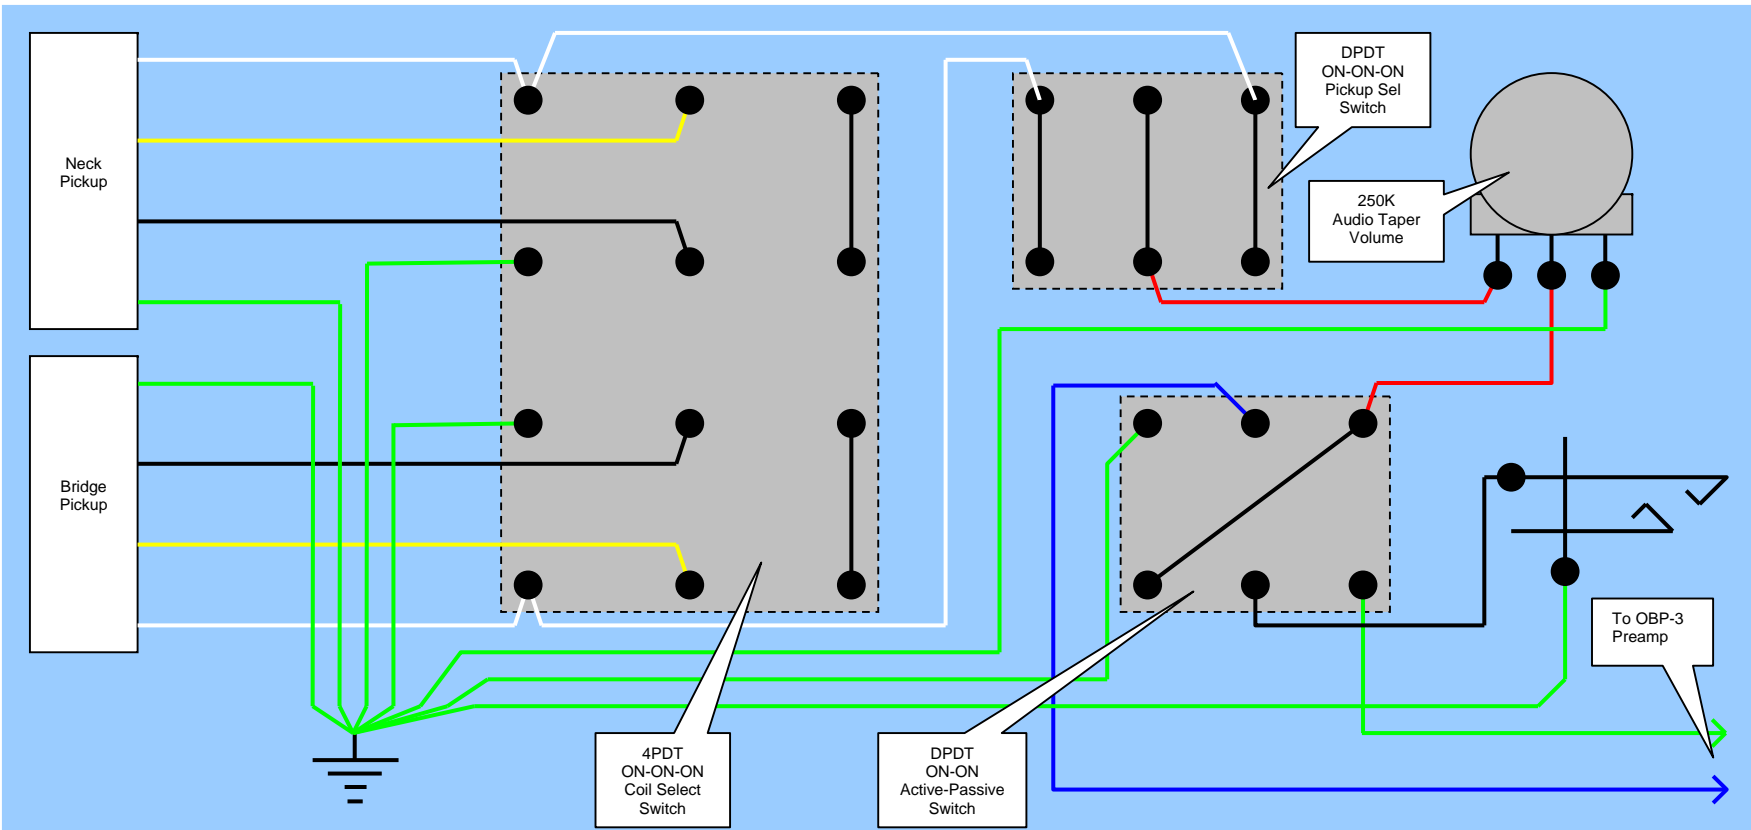 Neck
Pickup
Bridge
Pickup
DPDT
ON-ON-ON
Pickup Sel
Switch
250K
Audio Taper
Volume
To OBP-3
Preamp
4PDT
ON-ON-ON
Coil Select
Switch
DPDT
ON-ON
Active-Passive
Switch